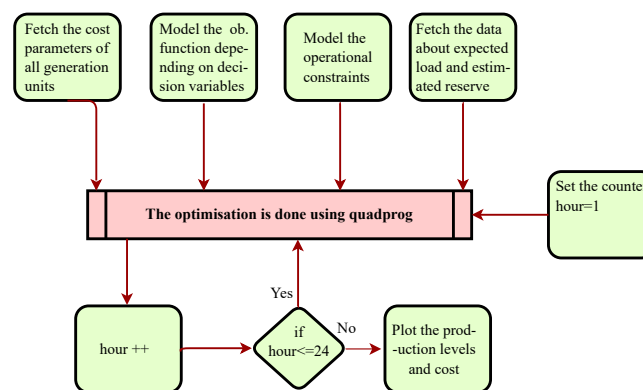 Fetch the cost
parameters of
all generation
units
Model the ob.
function depe-
nding on deci-
sion variables
Model the
operational
constraints
Fetch the data
about expected
load and estim-
ated reserve
The optimisation is done using quadprog
Set the counte
hour=1
Yes
hour ++
if
hour<=24
No
Plot the prod-
-uction levels
and cost